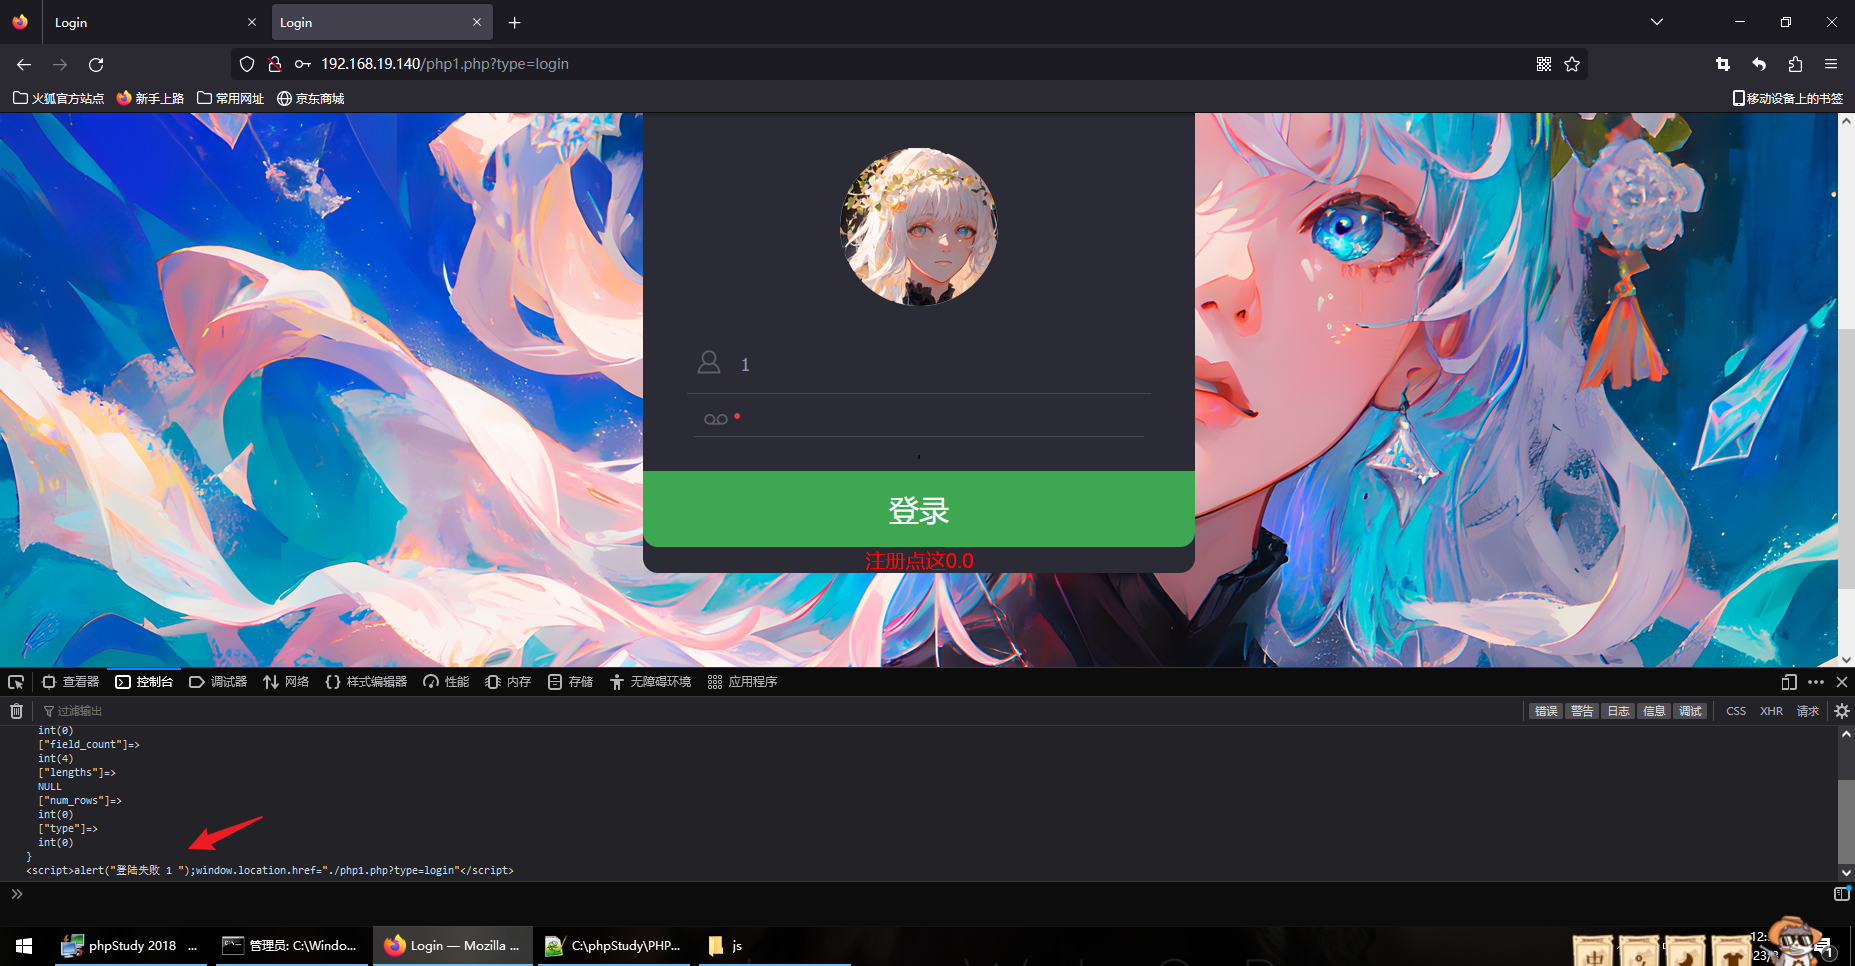 Login
Login
192.168.19.140/php1.php?type=login
火狐官方站点
新手上路
常用网址
京东商城
移动设备上的书签
1
登录
注册点这0.0
查看器
控制台
调试器
网络
样式编辑器
性能
内存
存储
无障碍环境
应用程序
过滤输出
错误
警告
日志
信息
调试
CSS
XHR
请求
int(0)
["field_count"]=>
int(4)
["lengths"]=>
NULL
["num_rows"]=>
int(0)
["type"]=>
int(0)
}
<script>alert("登陆失败 1 ");window.location.href="./php1.php?type=login"</script>
phpStudy 2018 ...
管理员: C:\Windo...
Login — Mozilla ...
C:\phpStudy\PHP...
js
中
12:
23/
1